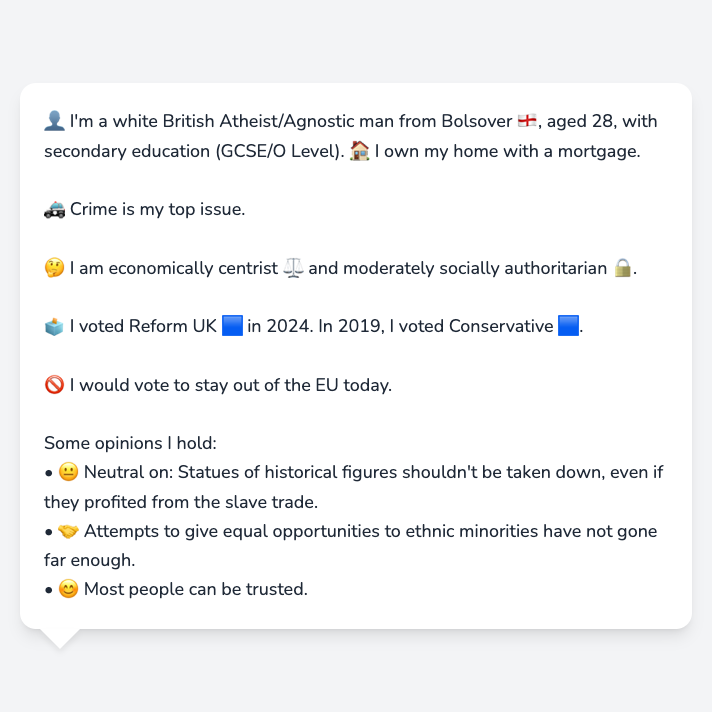 👤 I'm a white British Atheist/Agnostic man from Bolsover 🏴󠁧󠁢󠁥󠁮󠁧󠁿, aged 28, with
secondary education (GCSE/O Level). 🏠 I own my home with a mortgage.
🚓 Crime is my top issue.
🤔 I am economically centrist ⚖️ and moderately socially authoritarian 🔒.
🗳️ I voted Reform UK 🟦 in 2024. In 2019, I voted Conservative 🟦.
🚫 I would vote to stay out of the EU today.
Some opinions I hold:
• 😐 Neutral on: Statues of historical figures shouldn't be taken down, even if
they profited from the slave trade.
• 🤝 Attempts to give equal opportunities to ethnic minorities have not gone
far enough.
• 😊 Most people can be trusted.